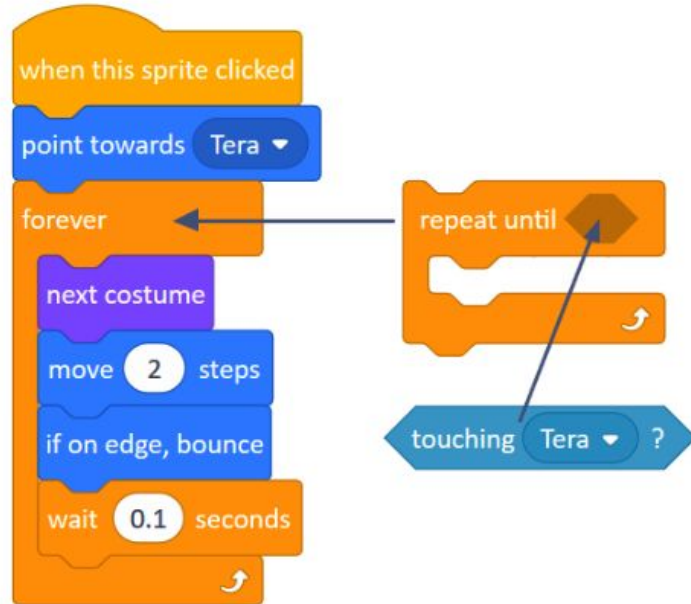 when this sprite clicked
point towards Tera
forever
next costume
move 2 steps
if on edge, bounce
wait 0.1 seconds
repeat until
touching Tera ?